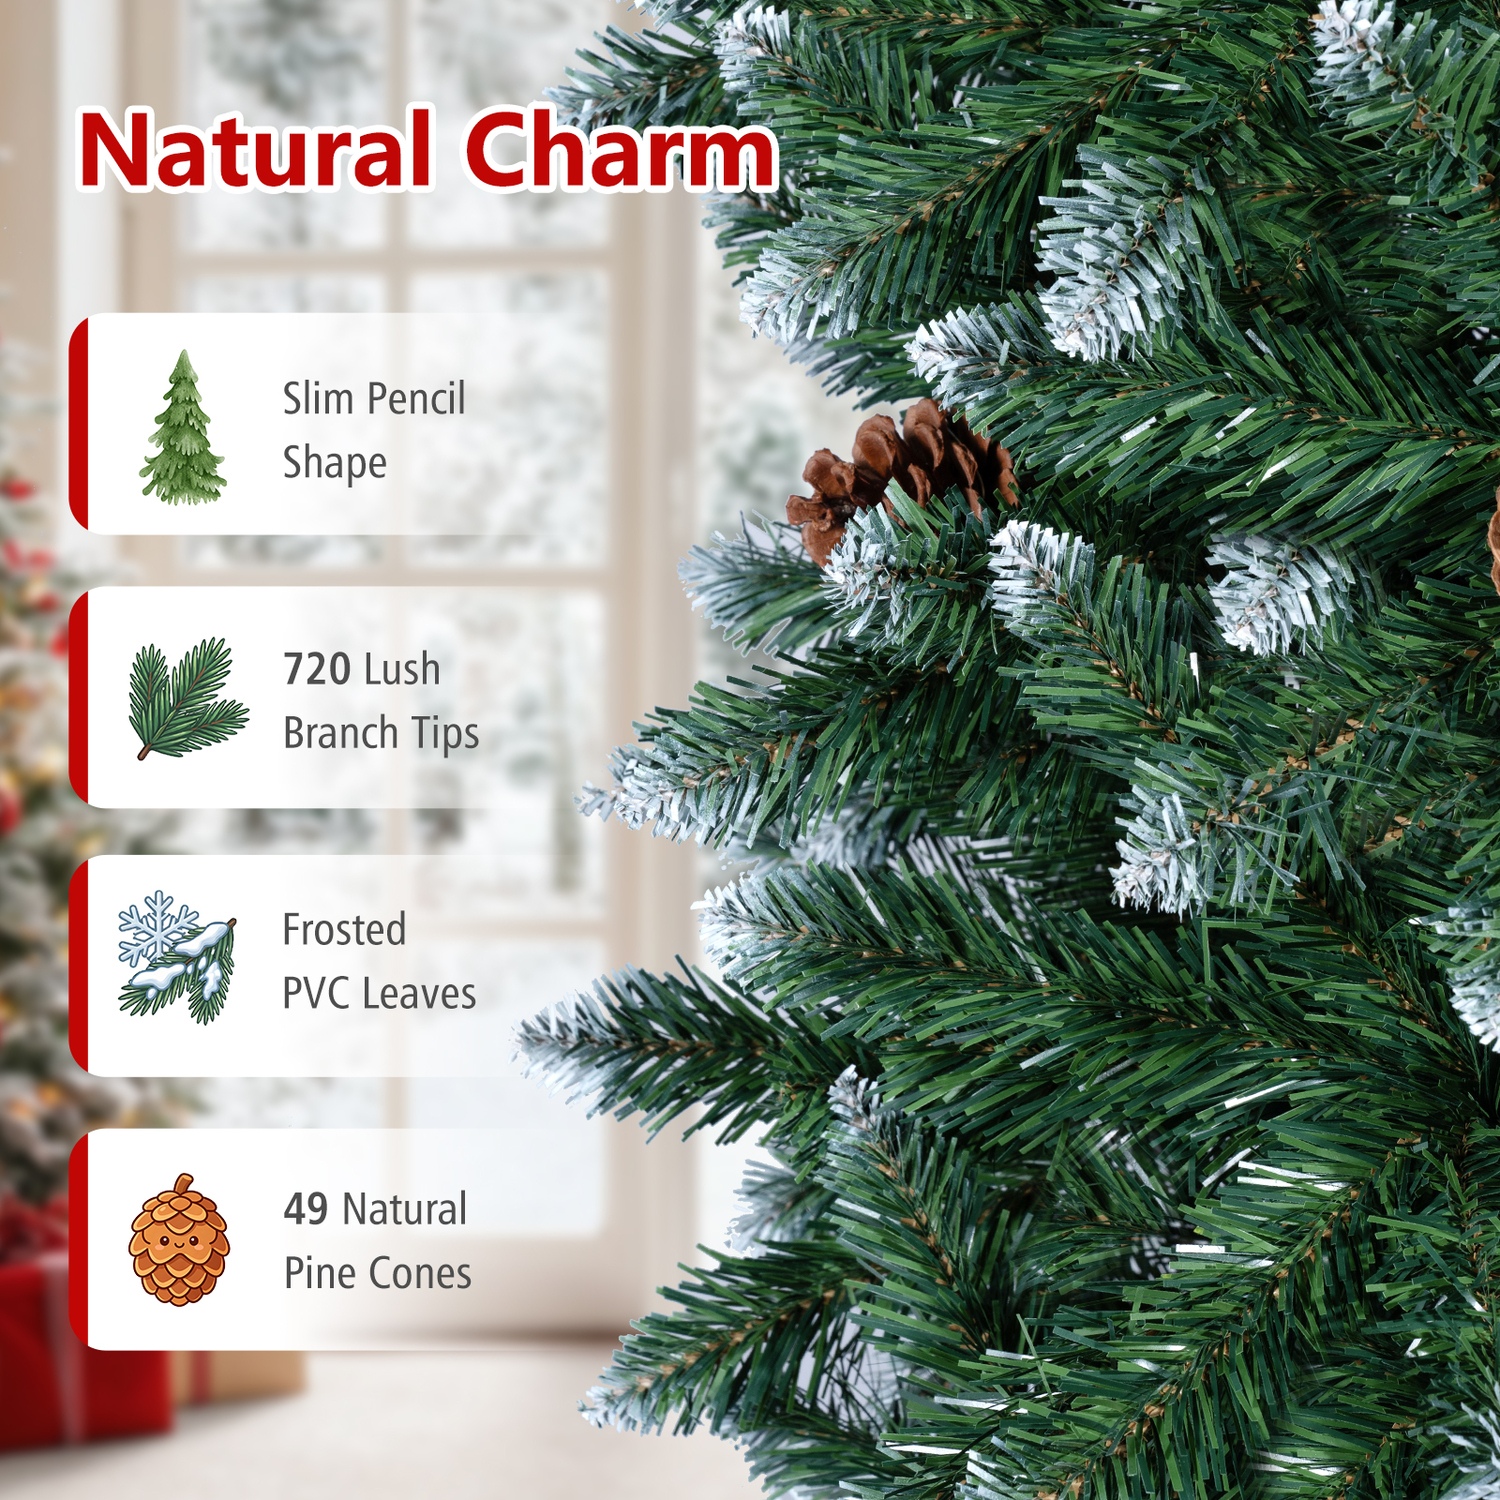 Natural Charm
Slim Pencil
Shape
720 Lush
Branch Tips
Frosted
PVC Leaves
49 Natural
Pine Cones